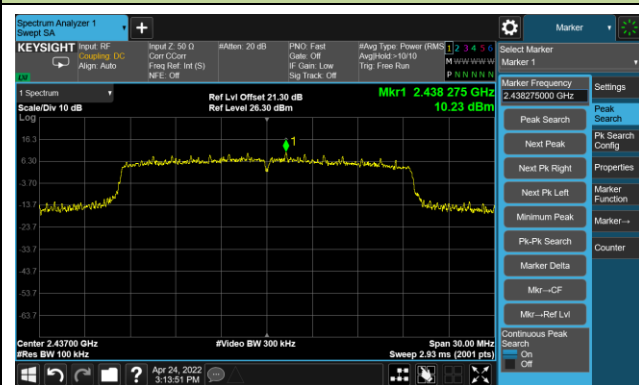 Spectrum Analyzer 1
Swept SA
Marker
KEYSIGHT
Input: RF
Coupling: DC
Align: Auto
Input Z: 50 Ω
Corr CCorr
Freq Ref: Int (S)
NFE: Off
#Atten: 20 dB
PNO: Fast
Gate: Off
IF Gain: Low
Sig Track: Off
#Avg Type: Power (RMS
Avg|Hold:>10/10
Trig: Free Run
1 2 3 4 5 6
M W W W W W
P N N N N N
Select Marker
Marker 1
1 Spectrum
Scale/Div 10 dB
Log
Ref Lvl Offset 21.30 dB
Ref Level 26.30 dBm
Mkr1 2.438 275 GHz
10.23 dBm
1
16.3
6.30
-3.70
-13.7
-23.7
-33.7
-43.7
-53.7
-63.7
Center 2.43700 GHz
#Res BW 100 kHz
#Video BW 300 kHz
Span 30.00 MHz
Sweep 2.93 ms (2001 pts)
Marker Frequency
2.438275000 GHz
Peak Search
Next Peak
Next Pk Right
Next Pk Left
Minimum Peak
Pk-Pk Search
Marker Delta
Mkr→CF
Mkr→Ref Lvl
Continuous Peak
Search
On
Off
Settings
Peak
Search
Pk Search
Config
Properties
Marker
Function
Marker→
Counter
Apr 24, 2022
3:13:51 PM